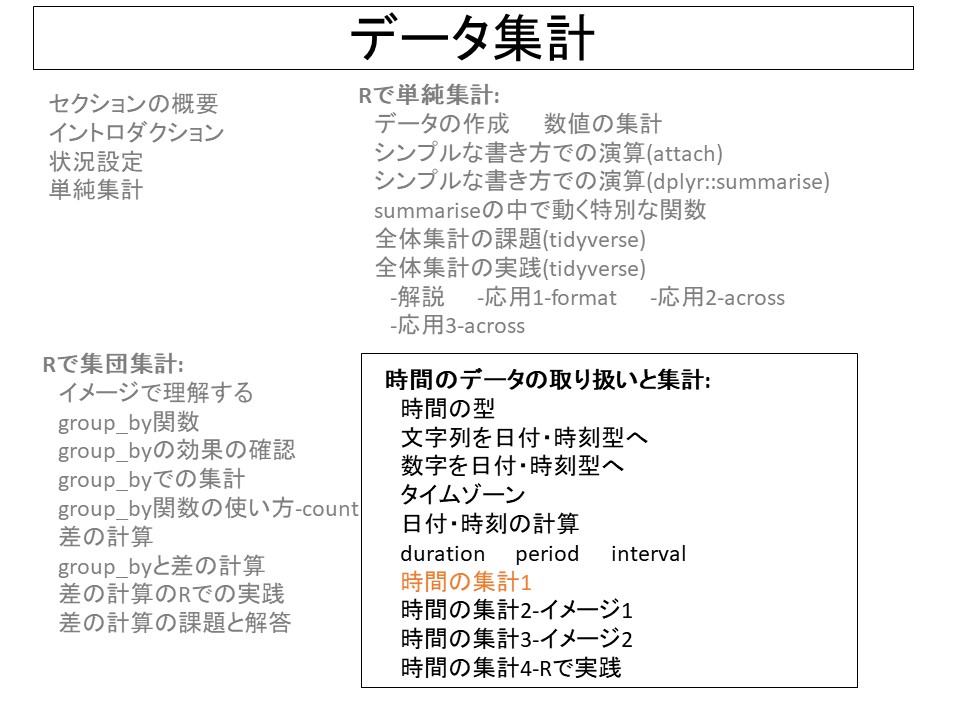 データ集計
セクションの概要
イントロダクション
状況設定
単純集計
Rで単純集計:
データの作成 数値の集計
シンプルな書き方での演算(attach)
シンプルな書き方での演算(dplyr::summarise)
summariseの中で動く特別な関数
全体集計の課題(tidyverse)
全体集計の実践(tidyverse)
-解説 -応用1-format -応用2-across
-応用3-across
Rで集団集計:
イメージで理解する
group_by関数
group_byの効果の確認
group_byでの集計
group_by関数の使い方-count
差の計算
group_byと差の計算
差の計算のRでの実践
差の計算の課題と解答
時間のデータの取り扱いと集計:
時間の型
文字列を日付・時刻型へ
数字を日付・時刻型へ
タイムゾーン
日付・時刻の計算
duration period interval
時間の集計1
時間の集計2-イメージ1
時間の集計3-イメージ2
時間の集計4-Rで実践